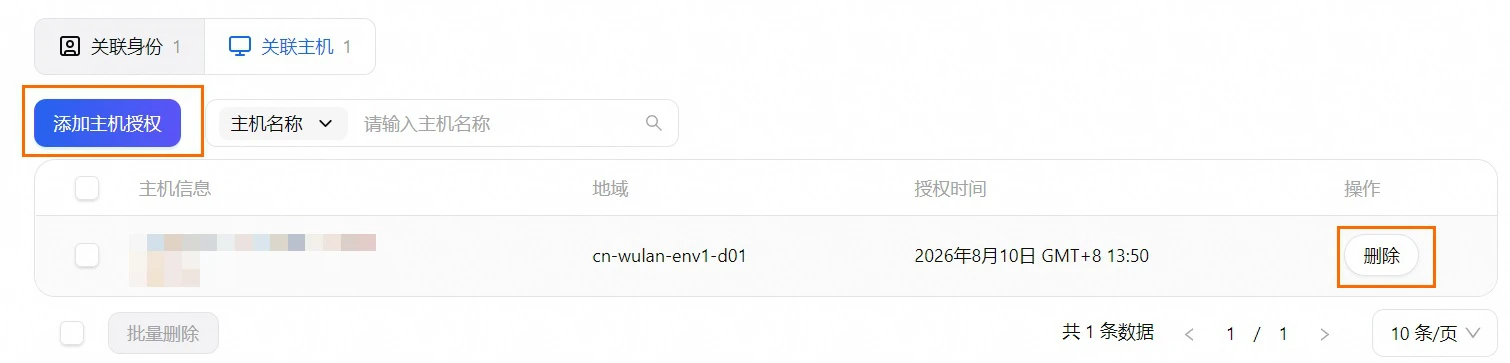 关联身份 1 关联主机 1
添加主机授权 主机名称 请输入主机名称
主机信息 地域 授权时间 操作
cn-wulan-env1-d01 2026年8月10日 GMT+8 13:50 删除
批量删除 共 1 条数据 < 1 / 1 > 10 条/页